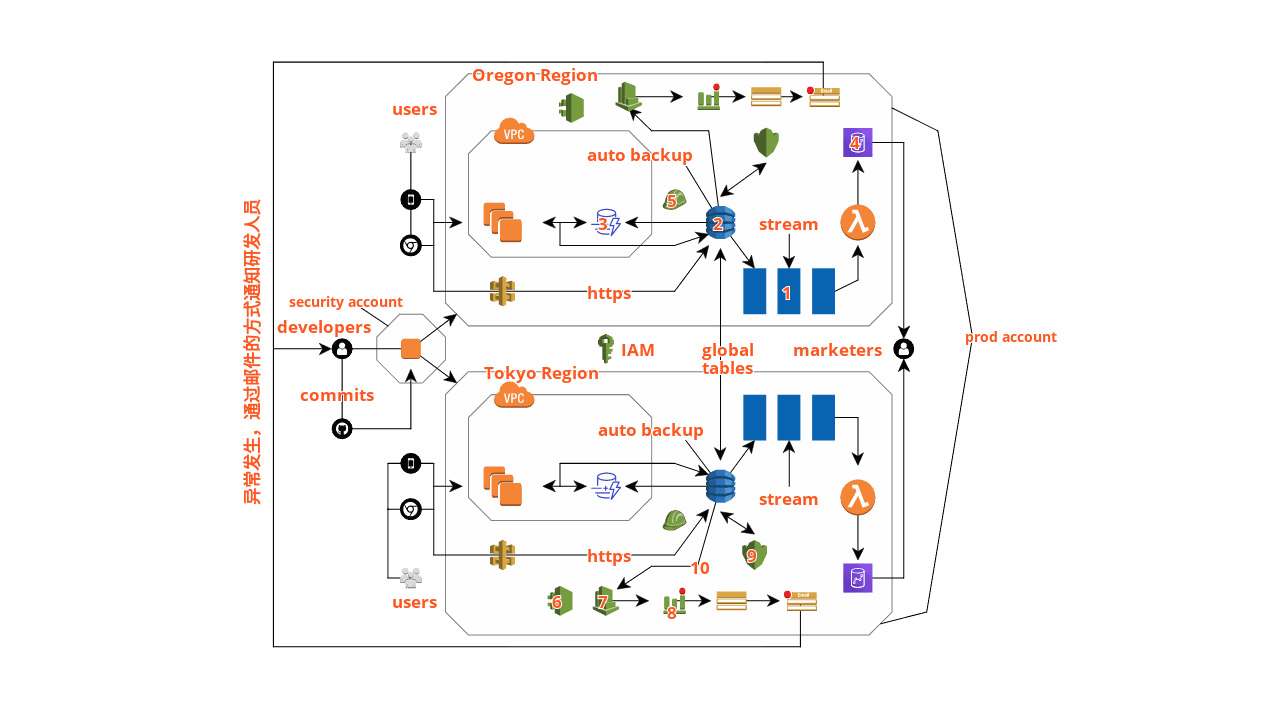 Oregon Region
users
VPC
auto backup
4
5
3
2
stream
1
https
异常发生，通过邮件的方式通知研发人员
security account
developers
IAM
global
tables
marketers
prod account
Tokyo Region
commits
VPC
auto backup
stream
https
9
10
users
6
7
8